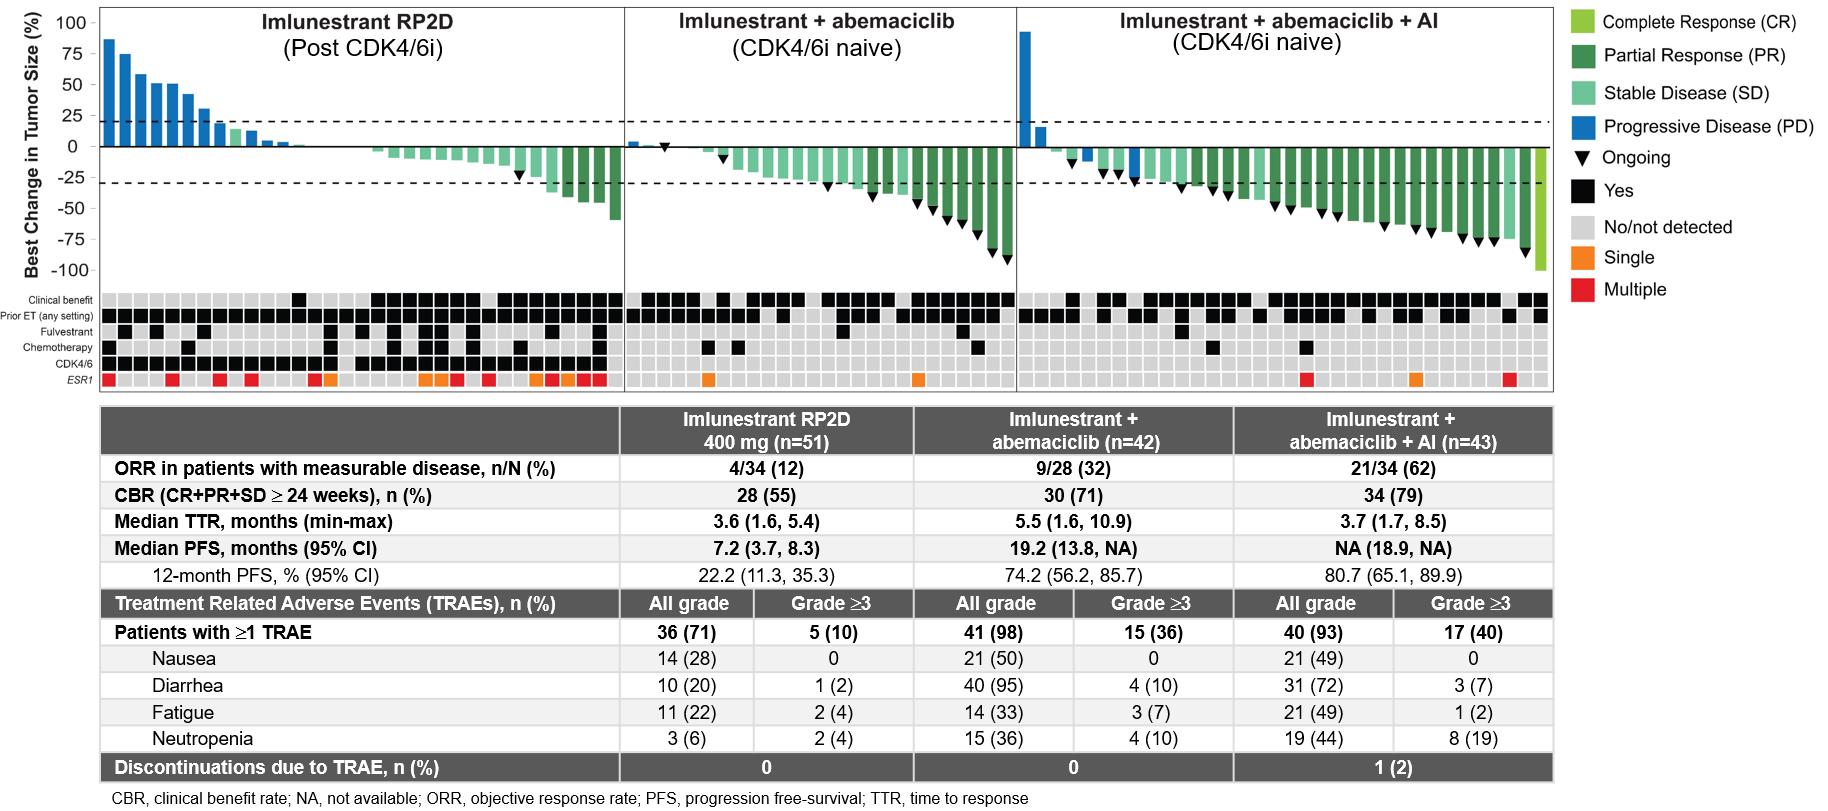 Best Change in Tumor Size (%)
100
75
50
25
0
-25
-50
-75
-100
Imlunestrant RP2D
(Post CDK4/6i)
Imlunestrant + abemaciclib
(CDK4/6i naive)
Imlunestrant + abemaciclib + AI
(CDK4/6i naive)
Complete Response (CR)
Partial Response (PR)
Stable Disease (SD)
Progressive Disease (PD)
Ongoing
Yes
No/not detected
Single
Multiple
Clinical benefit
Prior ET (any setting)
Fulvestrant
Chemotherapy
CDK4/6
ESR1
Imlunestrant RP2D Imlunestrant + Imlunestrant +
400 mg (n=51) abemaciclib (n=42) abemaciclib + AI (n=43)
ORR in patients with measurable disease, n/N (%) 4/34 (12) 9/28 (32) 21/34 (62)
CBR (CR+PR+SD ≥ 24 weeks), n (%) 28 (55) 30 (71) 34 (79)
Median TTR, months (min-max) 3.6 (1.6, 5.4) 5.5 (1.6, 10.9) 3.7 (1.7, 8.5)
Median PFS, months (95% CI) 7.2 (3.7, 8.3) 19.2 (13.8, NA) NA (18.9, NA)
12-month PFS, % (95% CI) 22.2 (11.3, 35.3) 74.2 (56.2, 85.7) 80.7 (65.1, 89.9)
Treatment Related Adverse Events (TRAEs), n (%) All grade Grade ≥3 All grade Grade ≥3 All grade Grade ≥3
Patients with ≥1 TRAE 36 (71) 5 (10) 41 (98) 15 (36) 40 (93) 17 (40)
Nausea 14 (28) 0 21 (50) 0 21 (49) 0
Diarrhea 10 (20) 1 (2) 40 (95) 4 (10) 31 (72) 3 (7)
Fatigue 11 (22) 2 (4) 14 (33) 3 (7) 21 (49) 1 (2)
Neutropenia 3 (6) 2 (4) 15 (36) 4 (10) 19 (44) 8 (19)
Discontinuations due to TRAE, n (%) 0 0 1 (2)
CBR, clinical benefit rate; NA, not available; ORR, objective response rate; PFS, progression free-survival; TTR, time to response